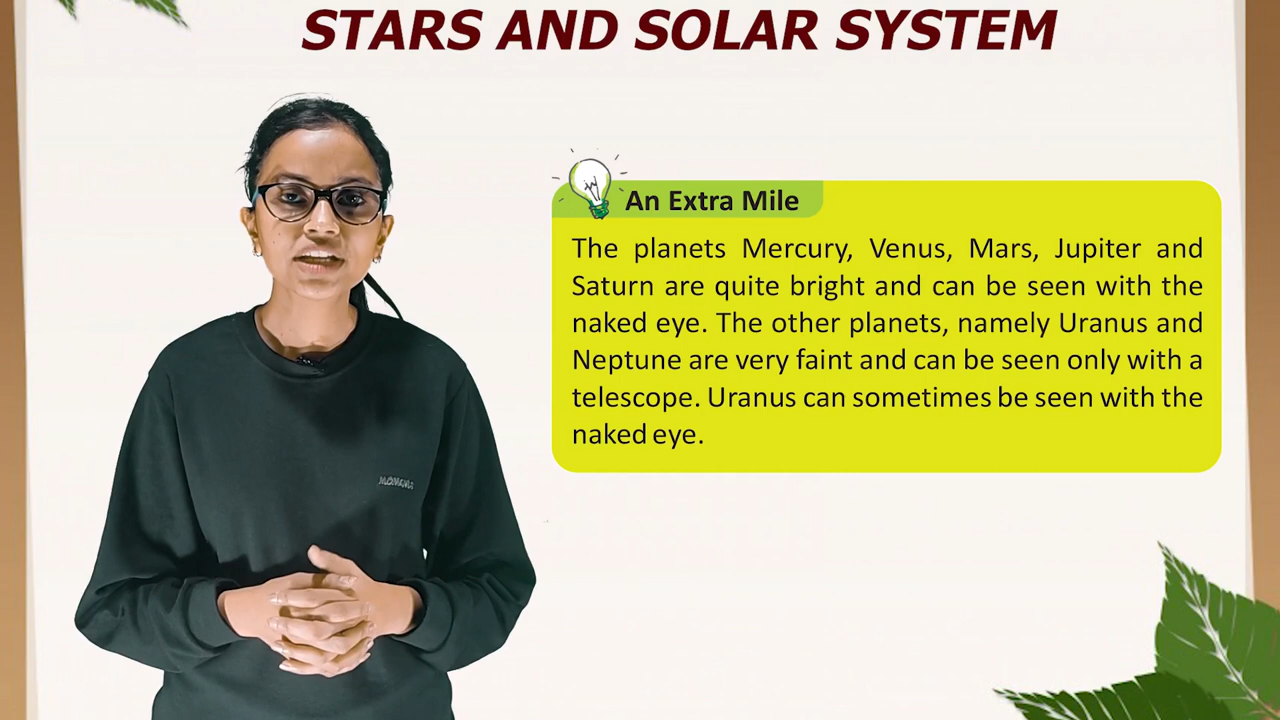 STARS AND SOLAR SYSTEM
An Extra Mile
The planets Mercury, Venus, Mars, Jupiter and
Saturn are quite bright and can be seen with the
naked eye. The other planets, namely Uranus and
Neptune are very faint and can be seen only with a
telescope. Uranus can sometimes be seen with the
naked eye.